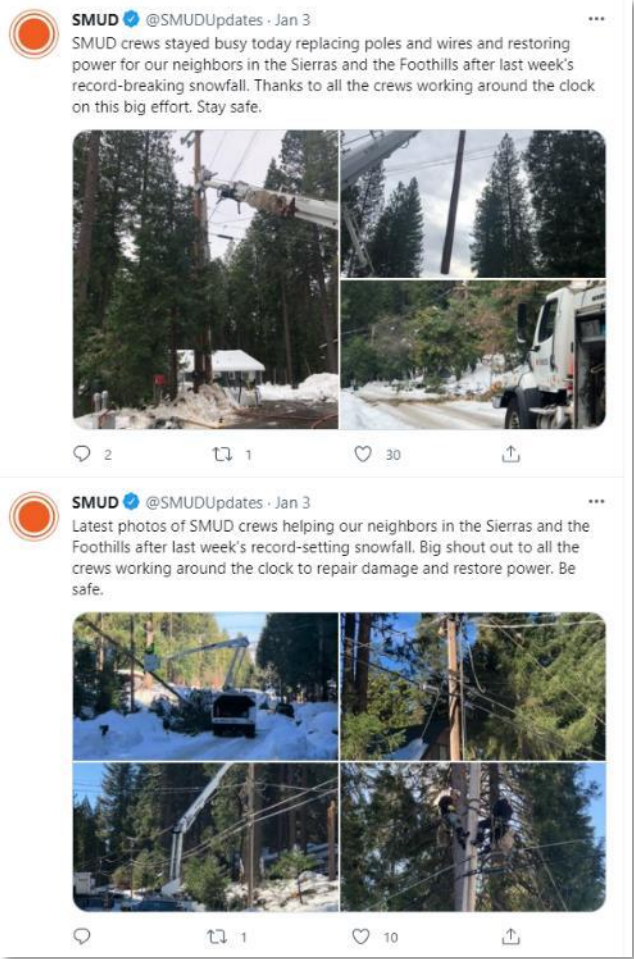 SMUD @SMUDUpdates · Jan 3
SMUD crews stayed busy today replacing poles and wires and restoring
power for our neighbors in the Sierras and the Foothills after last week's
record-breaking snowfall. Thanks to all the crews working around the clock
on this big effort. Stay safe.
2 1 30
SMUD @SMUDUpdates · Jan 3
Latest photos of SMUD crews helping our neighbors in the Sierras and the
Foothills after last week's record-setting snowfall. Big shout out to all the
crews working around the clock to repair damage and restore power. Be
safe.
1 10